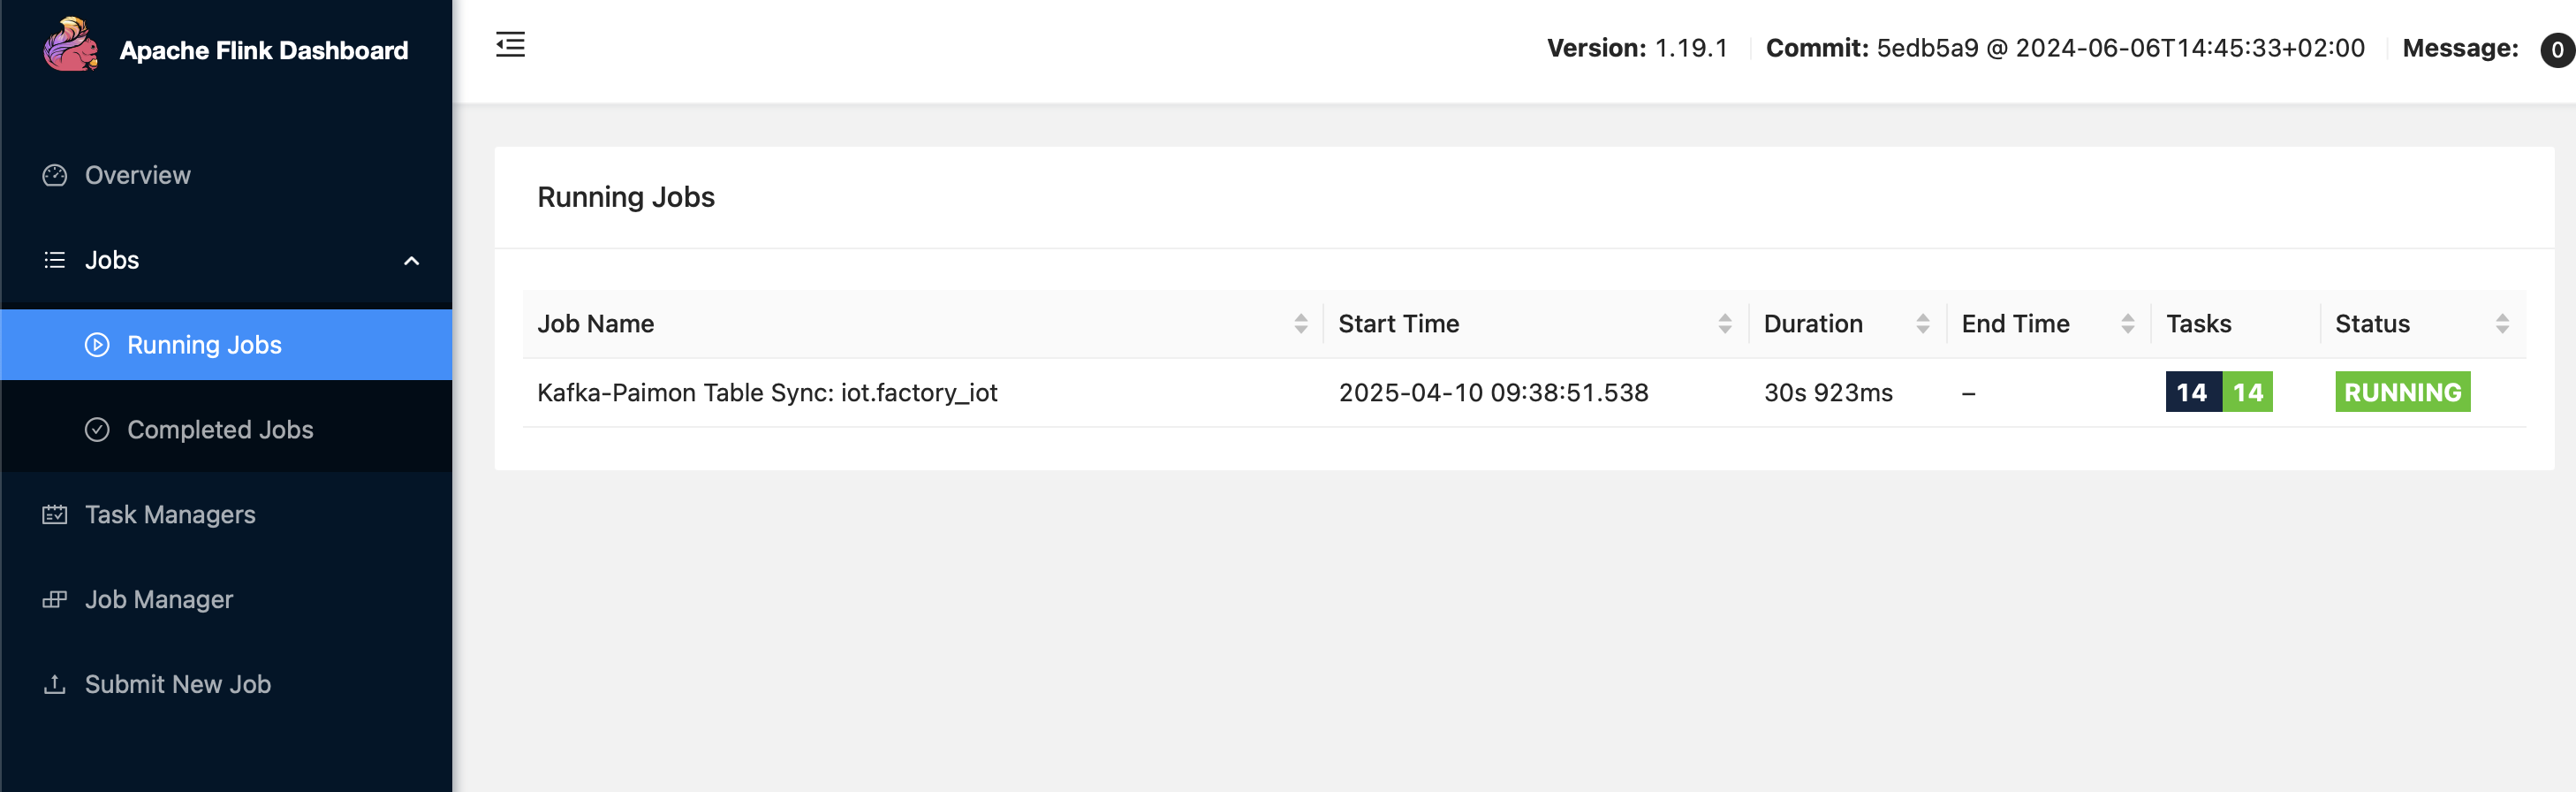 Apache Flink Dashboard
Version: 1.19.1 Commit: 5edb5a9 @ 2024-06-06T14:45:33+02:00 Message: 0
Overview
Jobs
Running Jobs
Completed Jobs
Task Managers
Job Manager
Submit New Job
Running Jobs
Job Name Start Time Duration End Time Tasks Status
Kafka-Paimon Table Sync: iot.factory_iot 2025-04-10 09:38:51.538 30s 923ms – 14 14 RUNNING